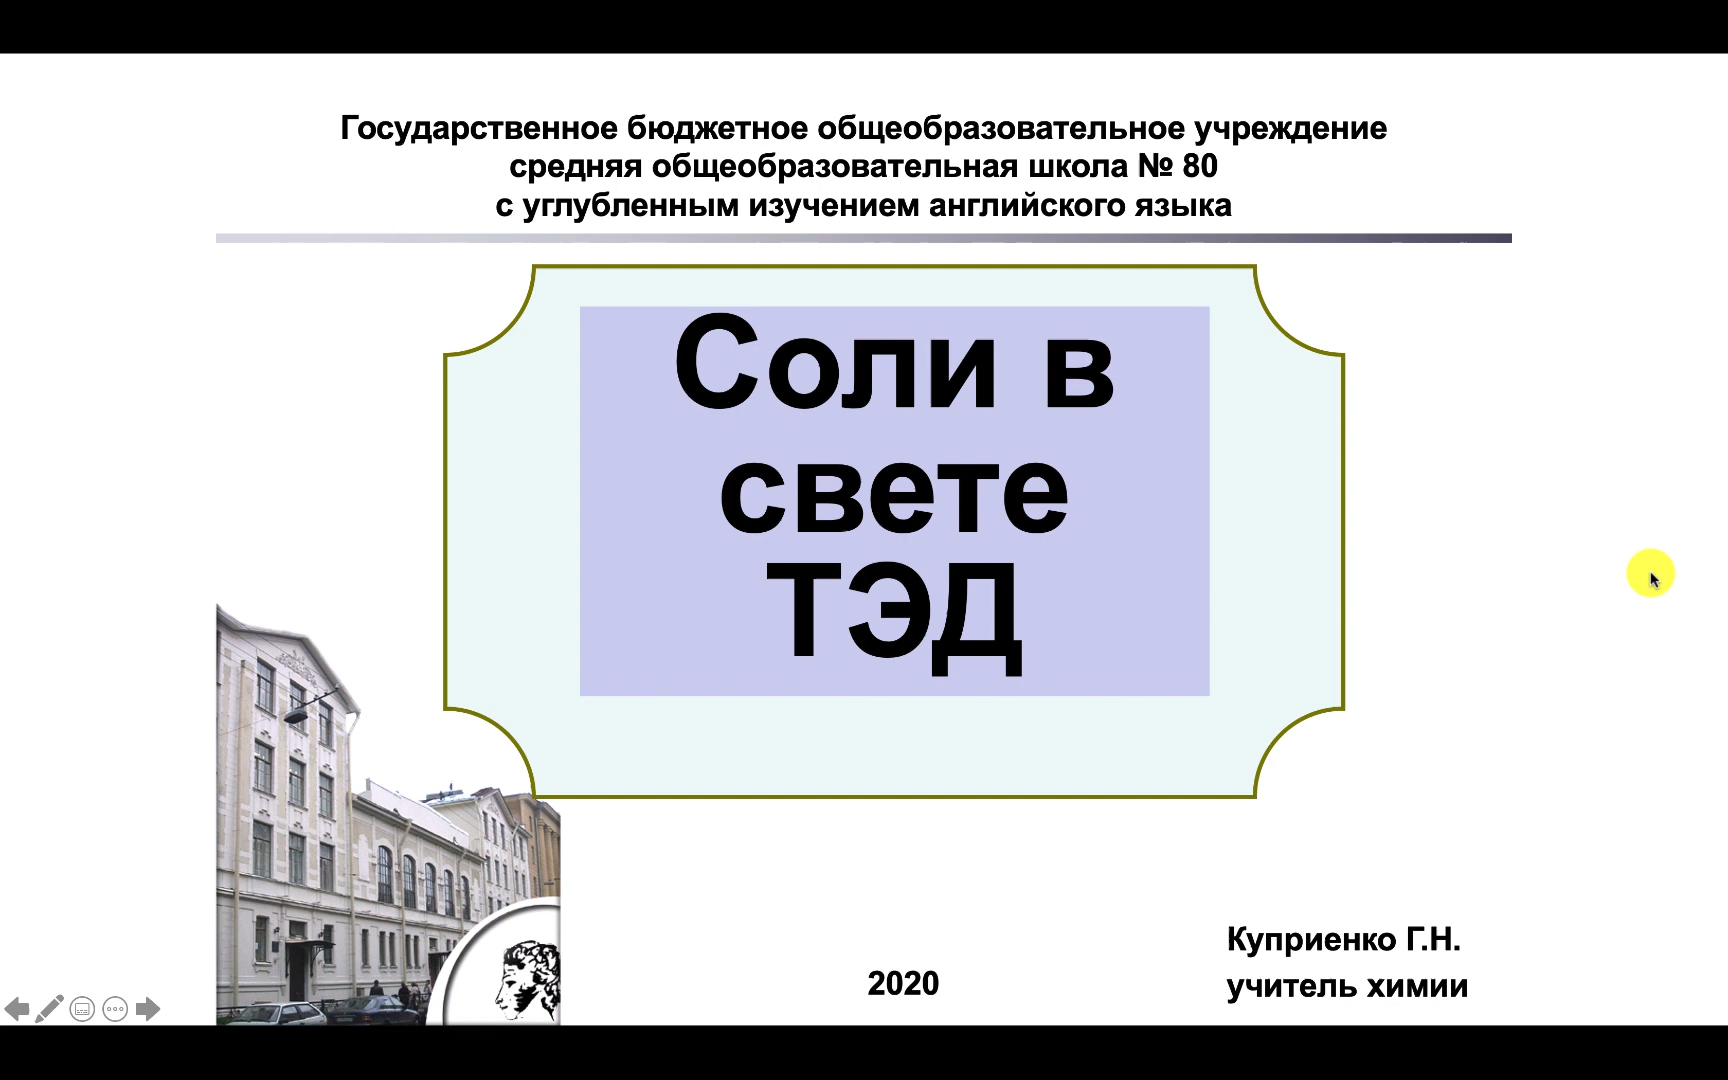 Государственное бюджетное общеобразовательное учреждение
средняя общеобразовательная школа № 80
с углубленным изучением английского языка
Соли в
свете
ТЭД
Куприенко Г.Н.
2020
учитель химии